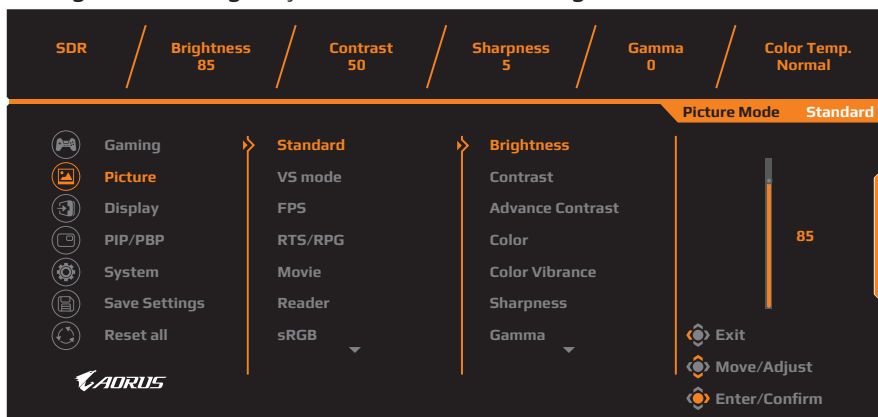 SDR
Brightness
85
Contrast
50
Sharpness
5
Gamma
0
Color Temp.
Normal
Picture Mode Standard
Gaming
Picture
Display
PIP/PBP
System
Save Settings
Reset all
Standard
VS mode
FPS
RTS/RPG
Movie
Reader
sRGB
Brightness
Contrast
Advance Contrast
Color
Color Vibrance
Sharpness
Gamma
85
Exit
Move/Adjust
Enter/Confirm
AORUS